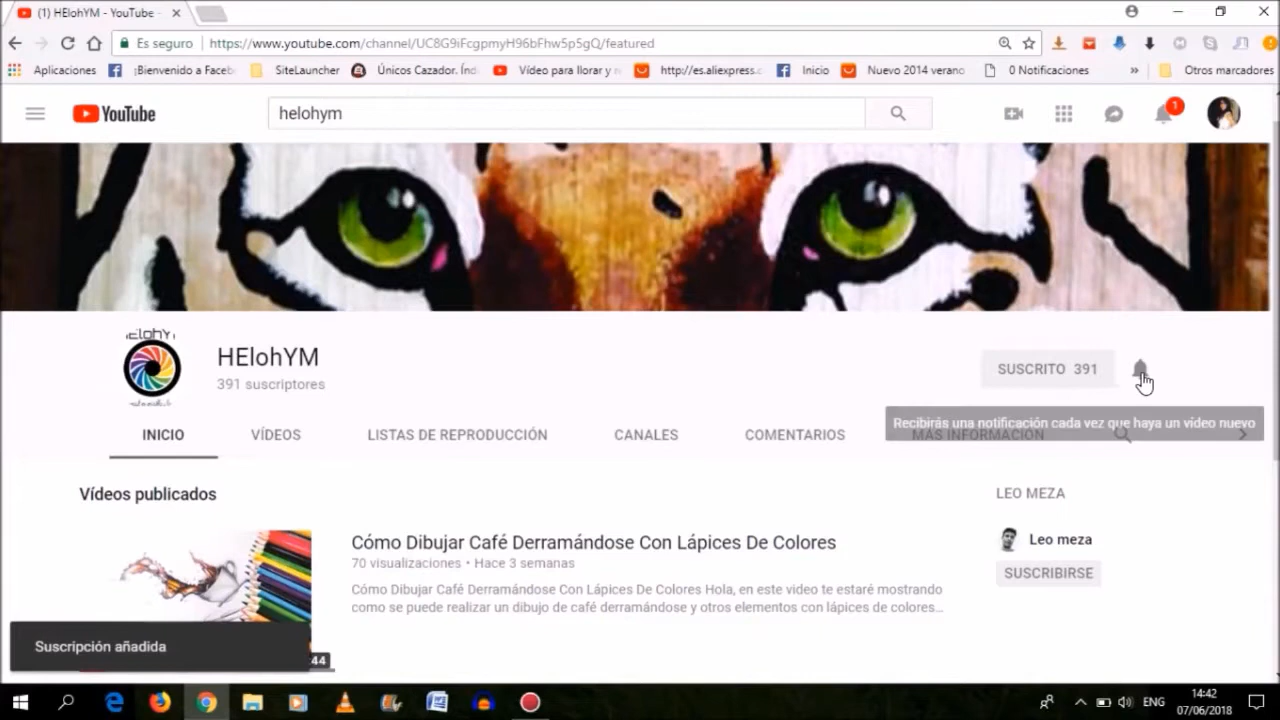 (1) HElohYM - YouTube
Es seguro
https://www.youtube.com/channel/UC8G9iFcgpmyH96bFhw5p5gQ/featured
Aplicaciones
¡Bienvenido a Faceb
SiteLauncher
Únicos Cazador. Índ
Vídeo para llorar y r
http://es.aliexpress.c
Inicio
Nuevo 2014 verano
0 Notificaciones
»
Otros marcadores
YouTube
helohym
1
HElohYM
391 suscriptores
SUSCRITO 391
Recibirás una notificación cada vez que haya un vídeo nuevo
INICIO
VÍDEOS
LISTAS DE REPRODUCCIÓN
CANALES
COMENTARIOS
MÁS INFORMACIÓN
Vídeos publicados
LEO MEZA
Cómo Dibujar Café Derramándose Con Lápices De Colores
70 visualizaciones • Hace 3 semanas
Leo meza
SUSCRIBIRSE
Cómo Dibujar Café Derramándose Con Lápices De Colores Hola, en este video te estaré mostrando
como se puede realizar un dibujo de café derramándose y otros elementos con lápices de colores…
Suscripción añadida
44
ENG
14:42
07/06/2018